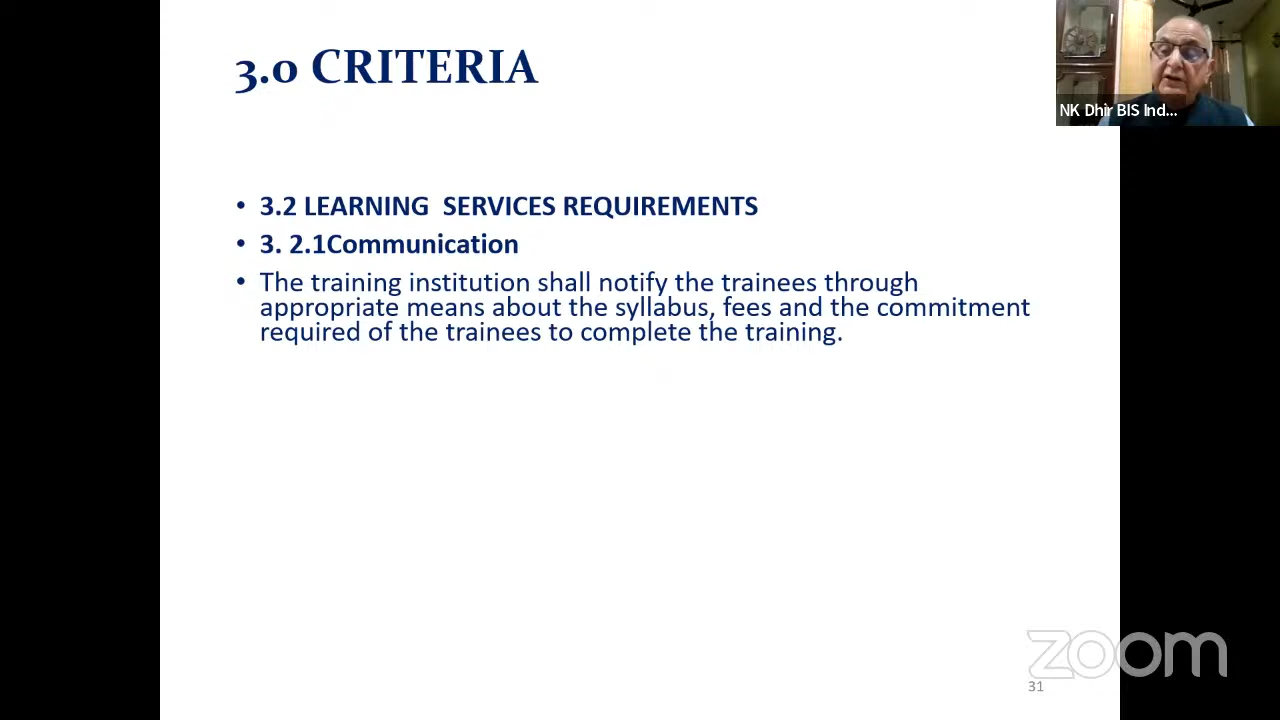 3.0 CRITERIA
NK Dhir BIS Ind...
• 3.2 LEARNING SERVICES REQUIREMENTS
• 3. 2.1Communication
• The training institution shall notify the trainees through
appropriate means about the syllabus, fees and the commitment
required of the trainees to complete the training.
zoom
31